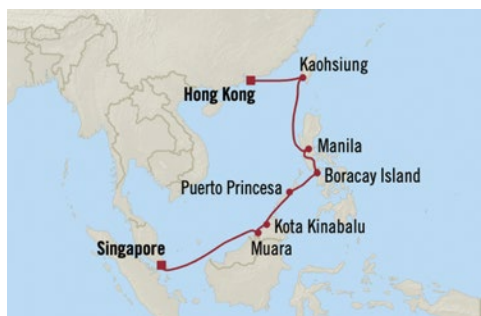 Kaohsiung
Hong Kong
Manila
Boracay Island
Puerto Princesa
Kota Kinabalu
Singapore
Muara